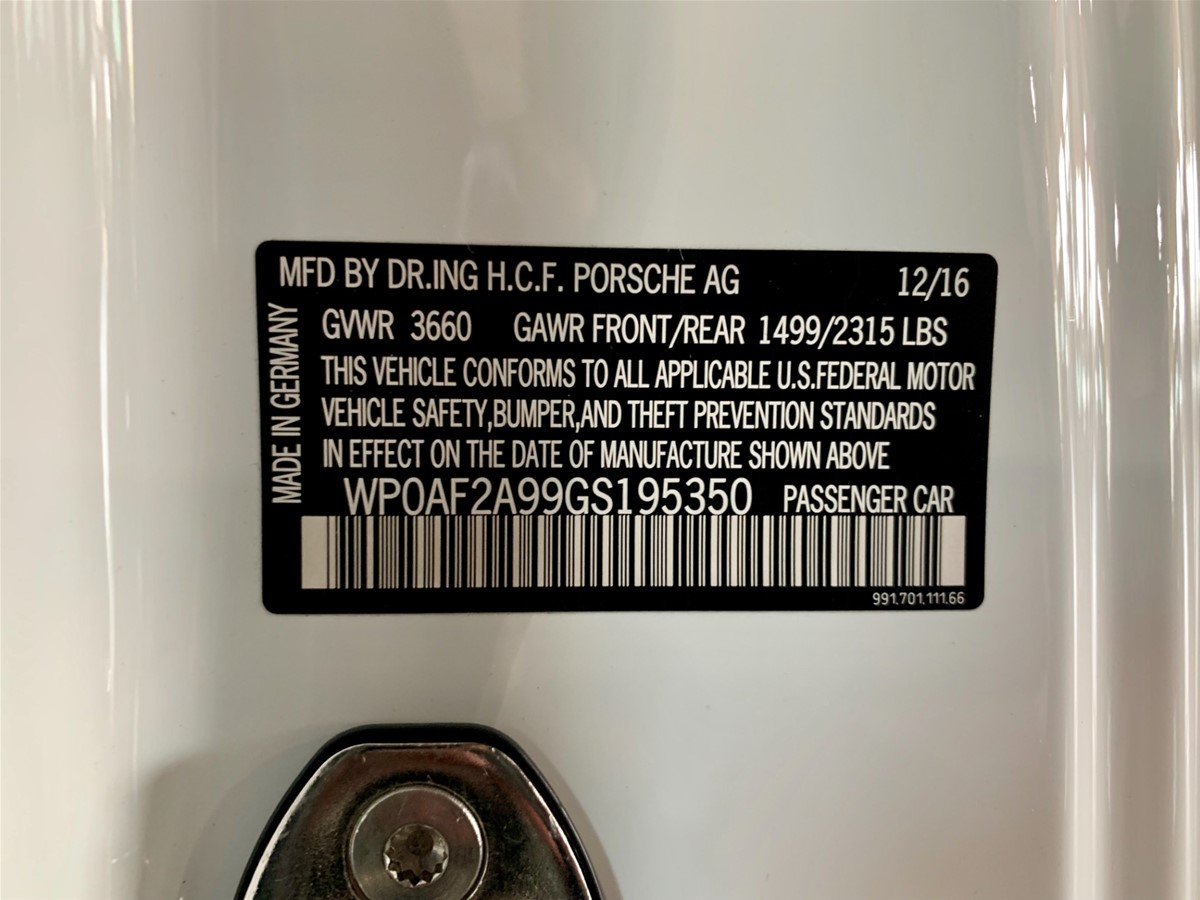 MFD BY DR.ING H.C.F. PORSCHE AG 12/16
MADE IN GERMANY
GVWR 3660 GAWR FRONT/REAR 1499/2315 LBS
THIS VEHICLE CONFORMS TO ALL APPLICABLE U.S.FEDERAL MOTOR
VEHICLE SAFETY,BUMPER,AND THEFT PREVENTION STANDARDS
IN EFFECT ON THE DATE OF MANUFACTURE SHOWN ABOVE
WP0AF2A99GS195350 PASSENGER CAR
991.701.111.66